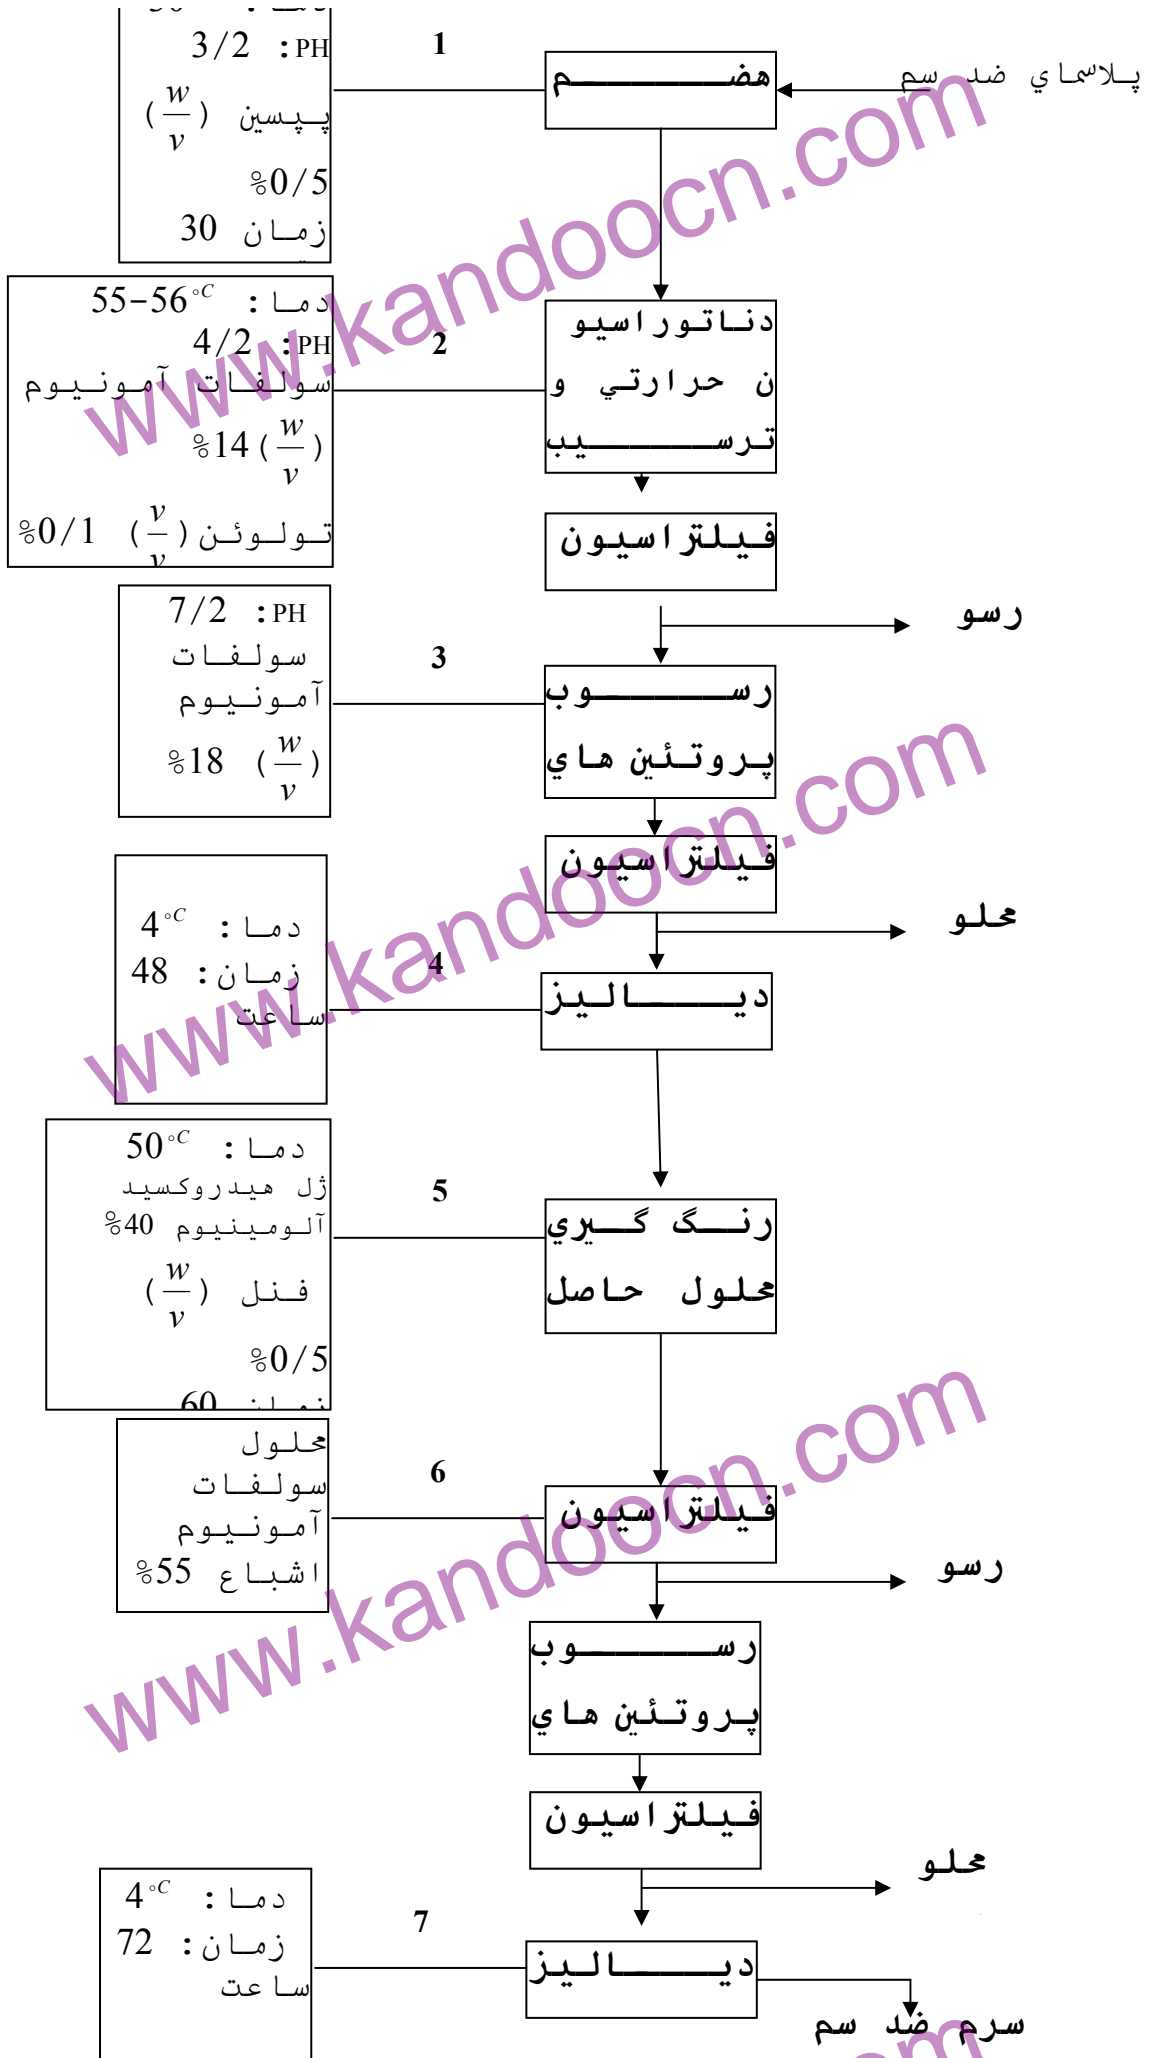 PH: 3/2
پپسين (w/v)
%0/5
زمان 30
1
هضم
پلاسماي ضد سم
دما: 55-56°C
PH: 4/2
سولفات آمونيوم
(w/v) %14
تولوئن (v/v) %0/1
2
دناتوراسيو
ن حرارتي و
ترسيب
فيلتراسيون
رسو
PH: 7/2
سولفات
آمونيوم
(w/v) %18
3
رسوب
پروتئين هاي
فيلتراسيون
محلو
دما: 4°C
زمان: 48
ساعت
4
دياليز
دما: 50°C
ژل هيدروكسيد
آلومينيوم 40%
فنل (w/v)
%0/5
زمان 60
5
رنگ گيري
محلول حاصل
محلول
سولفات
آمونيوم
اشباع 55%
6
فيلتراسيون
رسو
رسوب
پروتئين هاي
فيلتراسيون
محلو
دما: 4°C
زمان: 72
ساعت
7
دياليز
سرم ضد سم
www.kandoocn.com
www.kandoocn.com
www.kandoocn.com